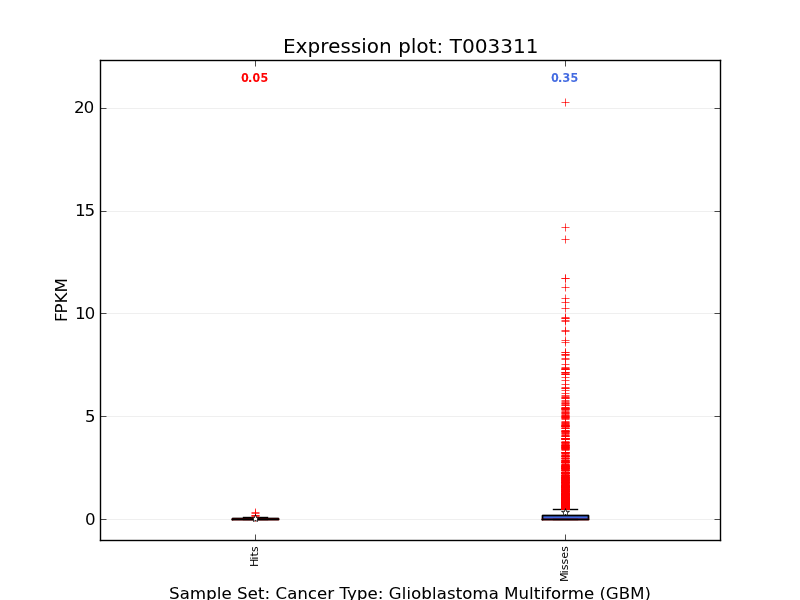 Expression plot: T003311
0.05
0.35
20
15
10
5
0
FPKM
Hits
Misses
Sample Set: Cancer Type: Glioblastoma Multiforme (GBM)